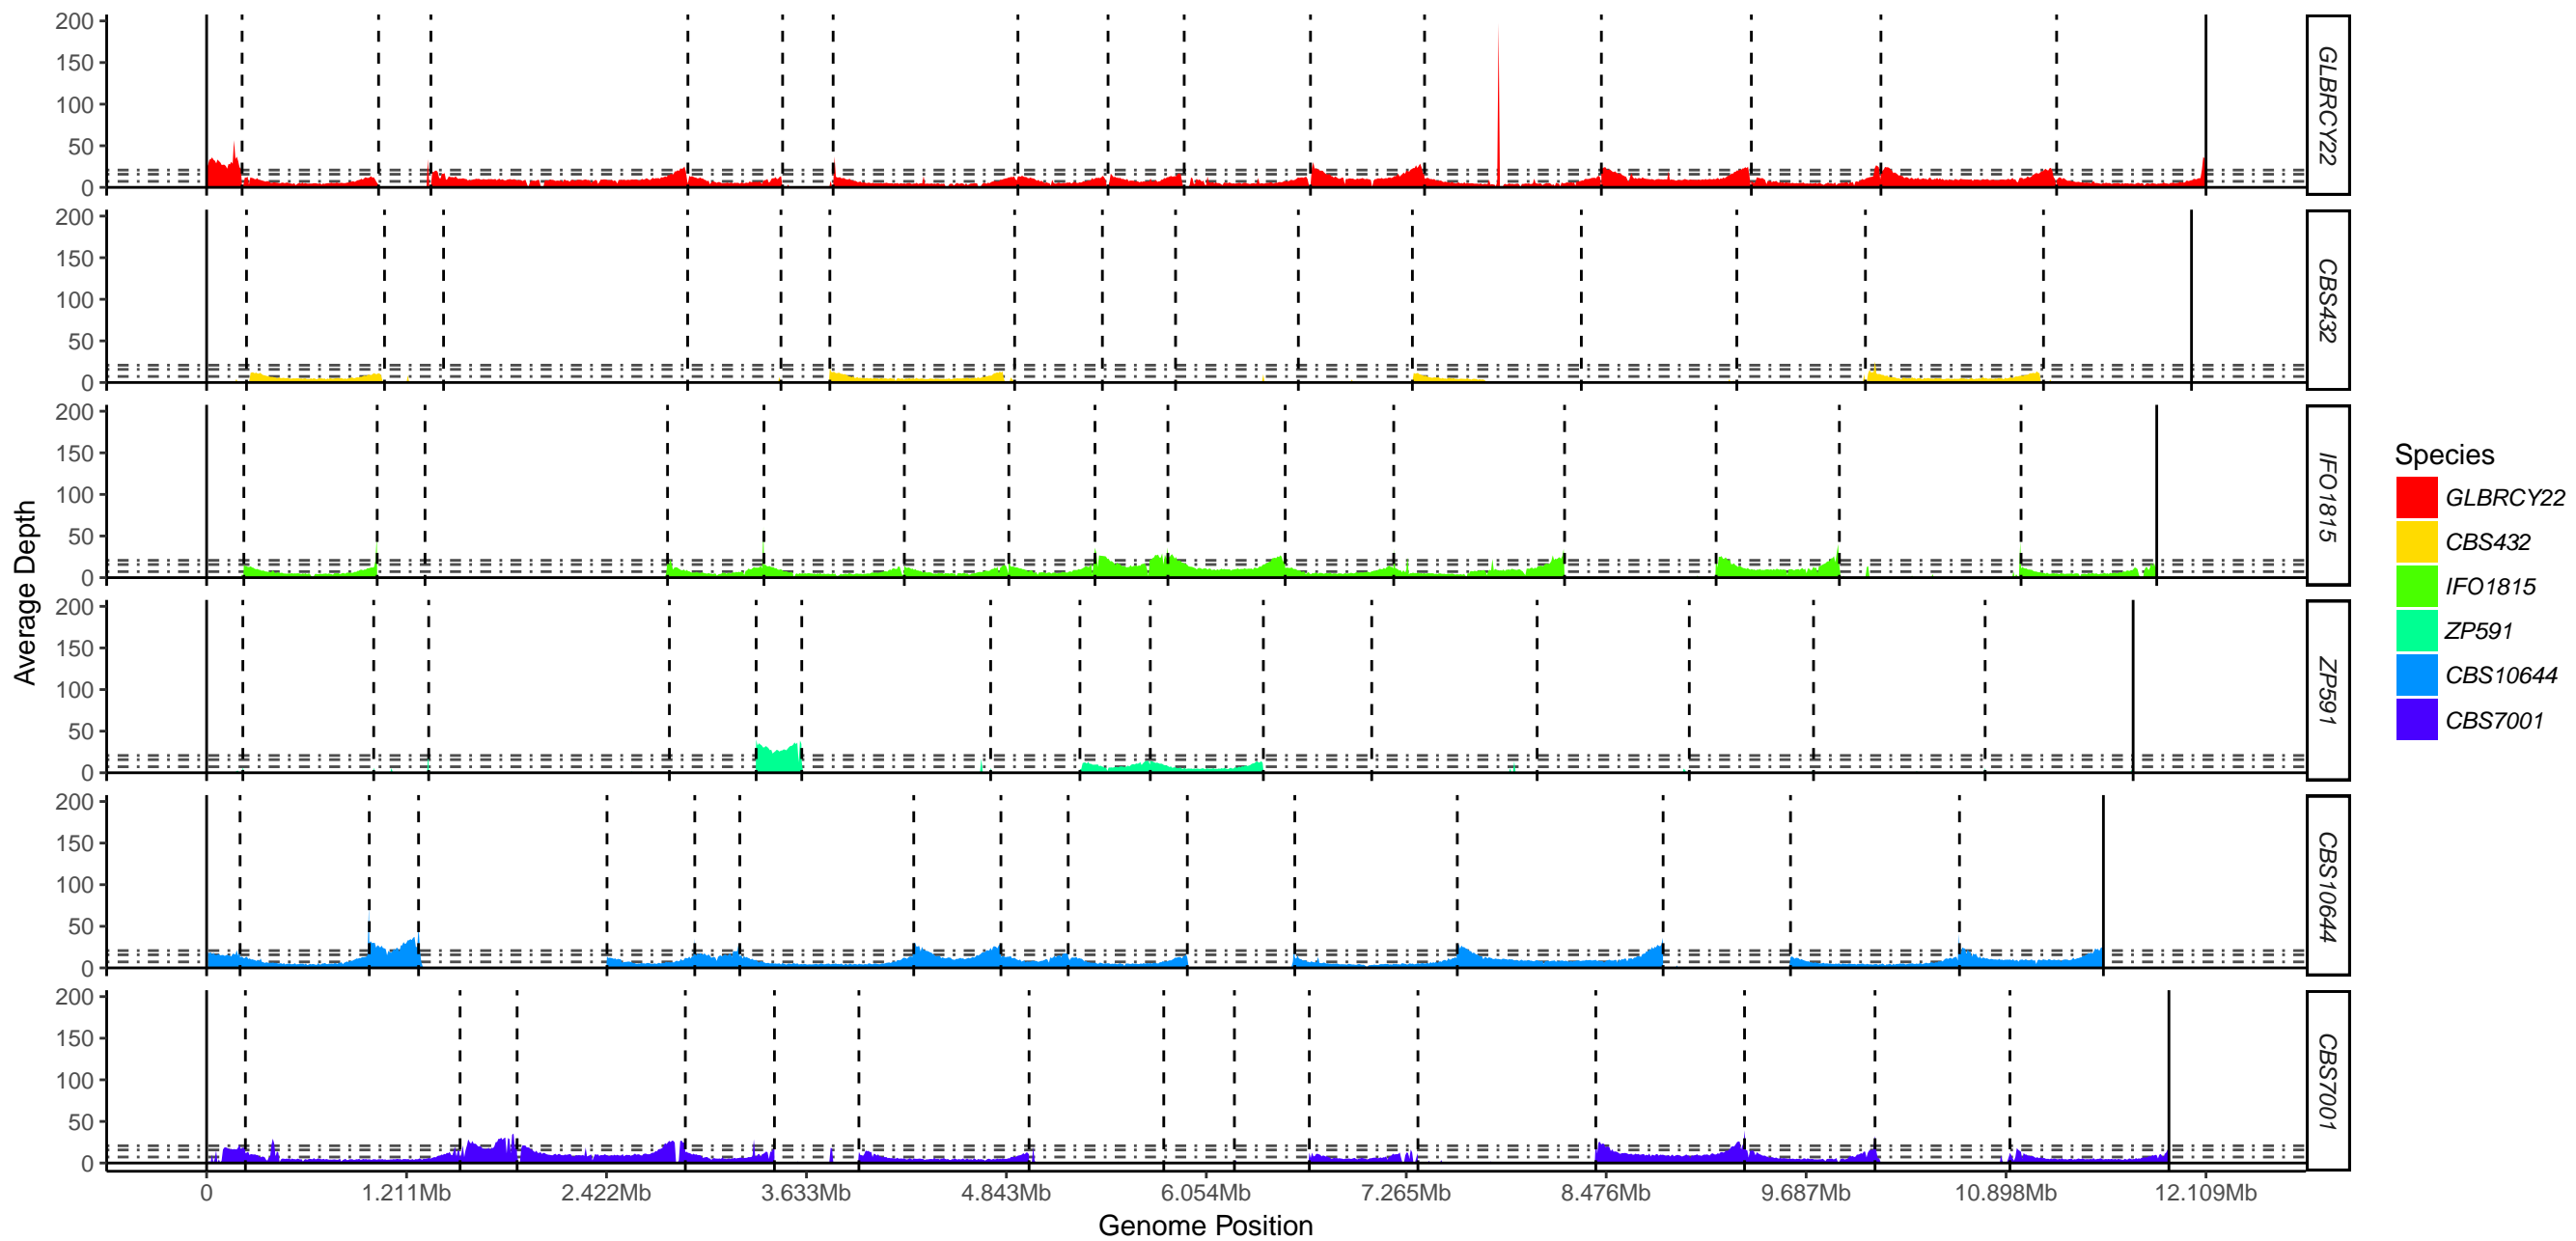 200
150
100
50
0
GLBRCY22
200
150
100
50
0
CBS432
200
150
100
50
0
IFO1815
200
150
100
50
0
ZP591
200
150
100
50
0
CBS10644
200
150
100
50
0
CBS7001
Average Depth
0 1.211Mb 2.422Mb 3.633Mb 4.843Mb 6.054Mb 7.265Mb 8.476Mb 9.687Mb 10.898Mb 12.109Mb
Genome Position
Species
GLBRCY22
CBS432
IFO1815
ZP591
CBS10644
CBS7001